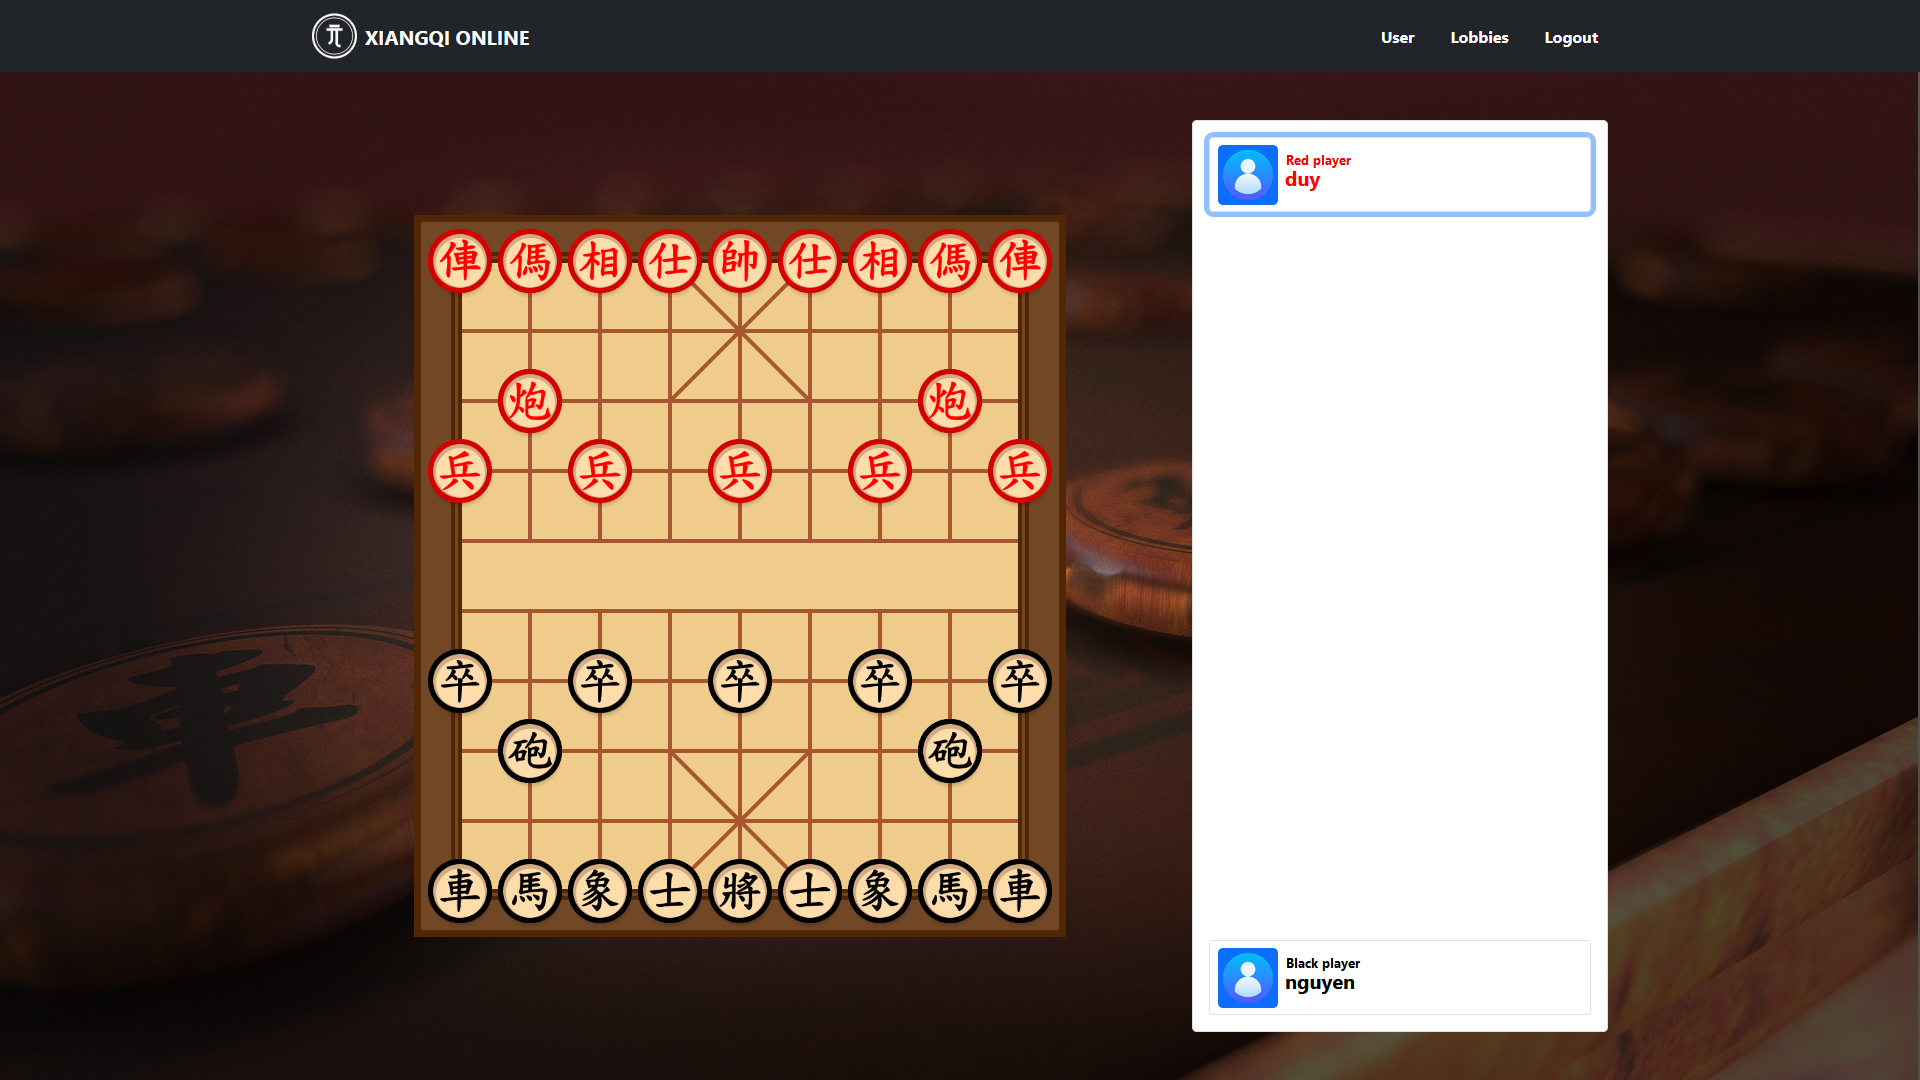 XIANGQI ONLINE
User Lobbies Logout
Red player
duy
俥傌相仕帥仕相傌俥
炮炮
兵兵兵兵兵
卒卒卒卒卒
砲砲
車馬象士將士象馬車
車
Black player
nguyen